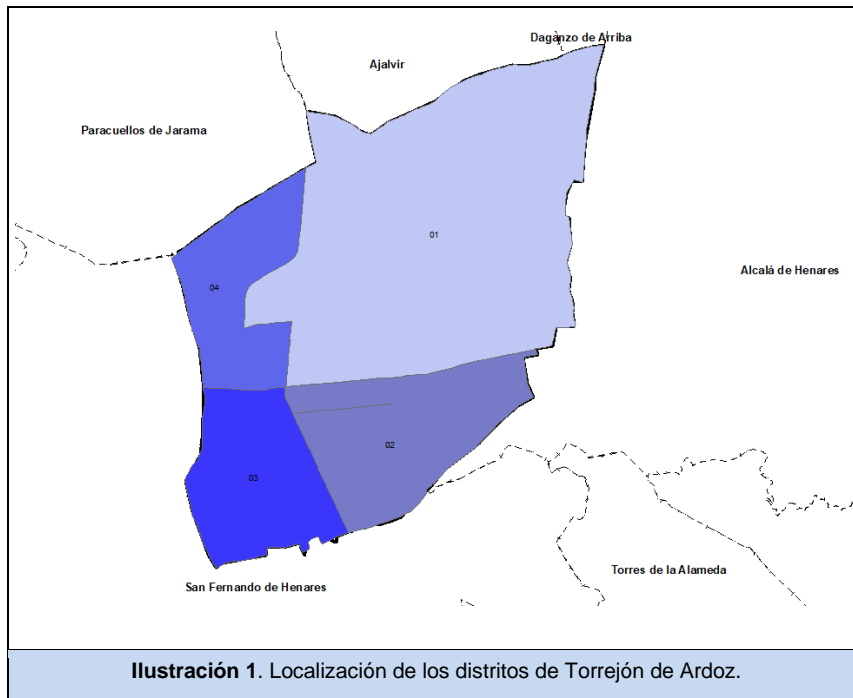 Daganzo de Arriba
Ajalvir
Paracuellos de Jarama
01
Alcalá de Henares
04
02
03
Torres de la Alameda
San Fernando de Henares
Ilustración 1. Localización de los distritos de Torrejón de Ardoz.